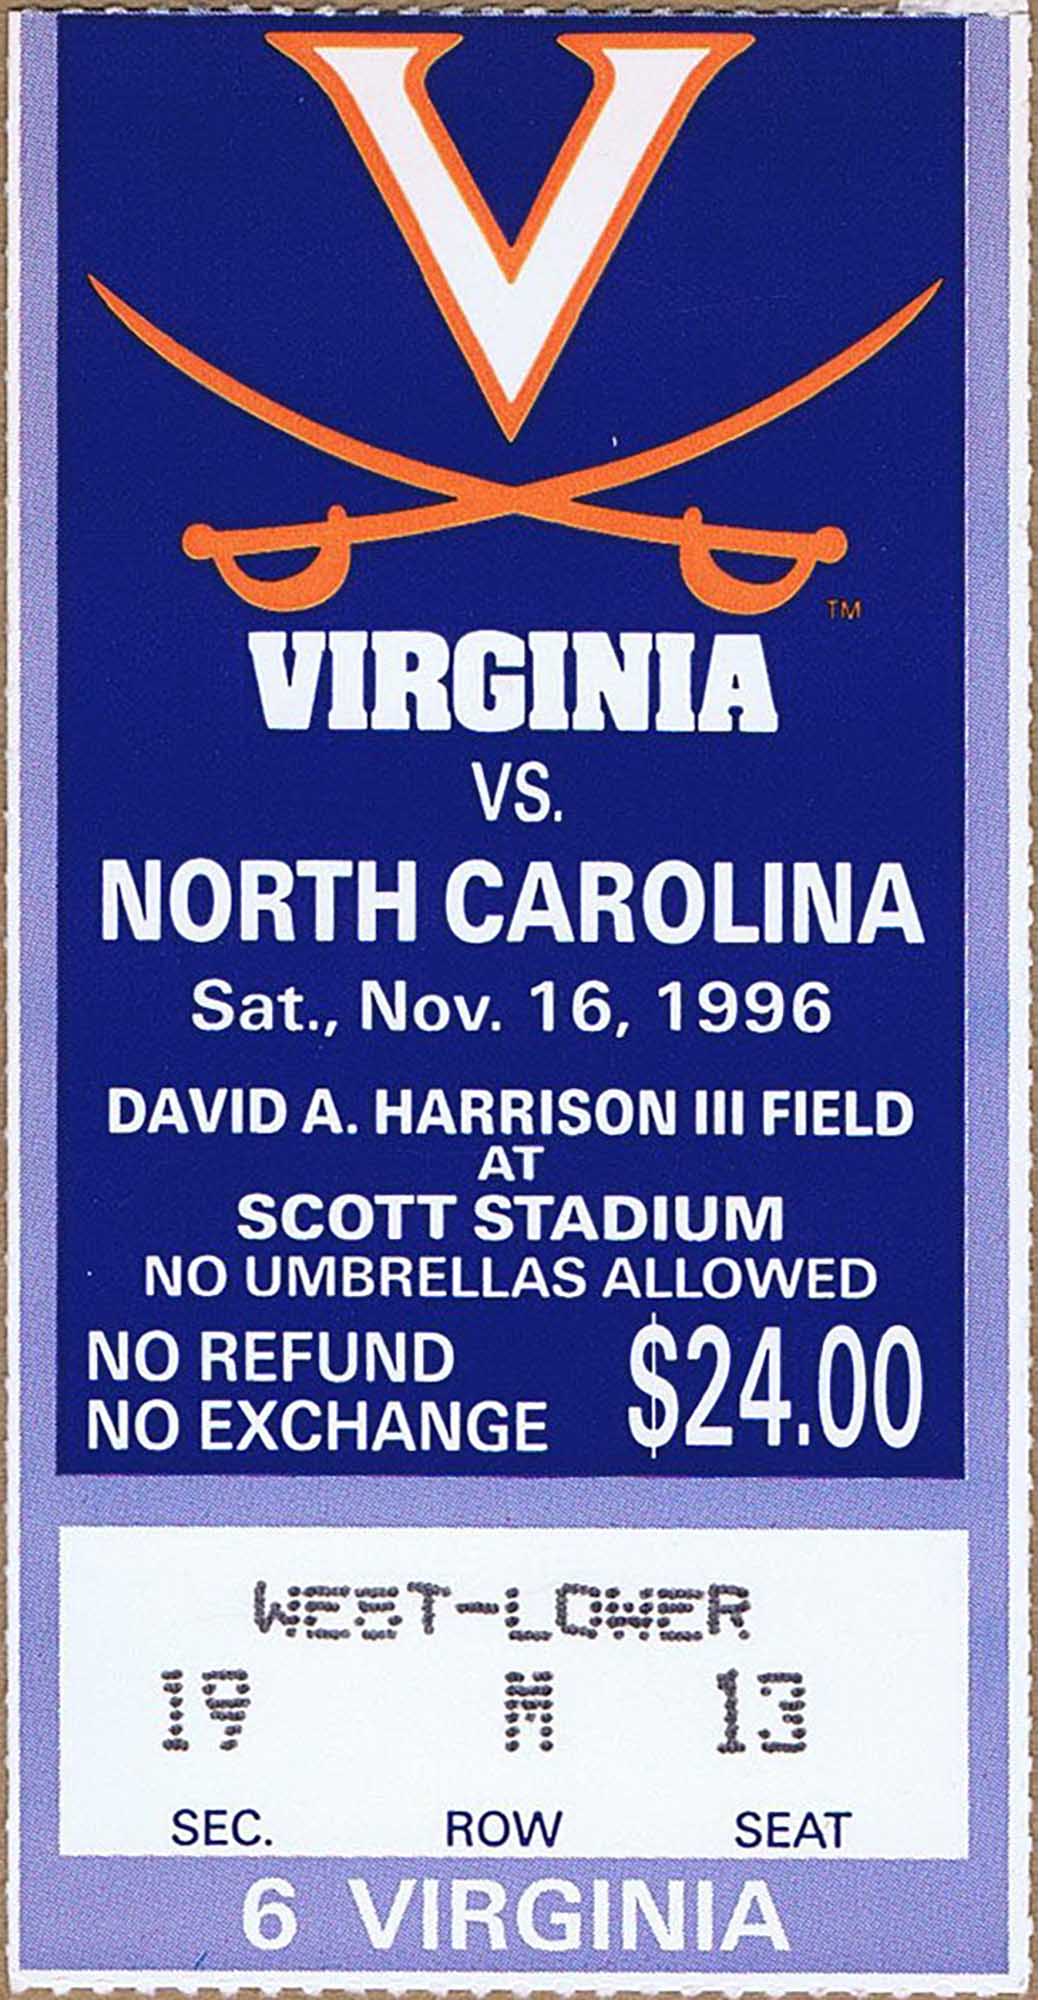 V
TM
VIRGINIA
VS.
NORTH CAROLINA
Sat., Nov. 16, 1996
DAVID A. HARRISON III FIELD
AT
SCOTT STADIUM
NO UMBRELLAS ALLOWED
NO REFUND
NO EXCHANGE
$24.00
WEST-LOWER
19 M 13
SEC. ROW SEAT
6 VIRGINIA